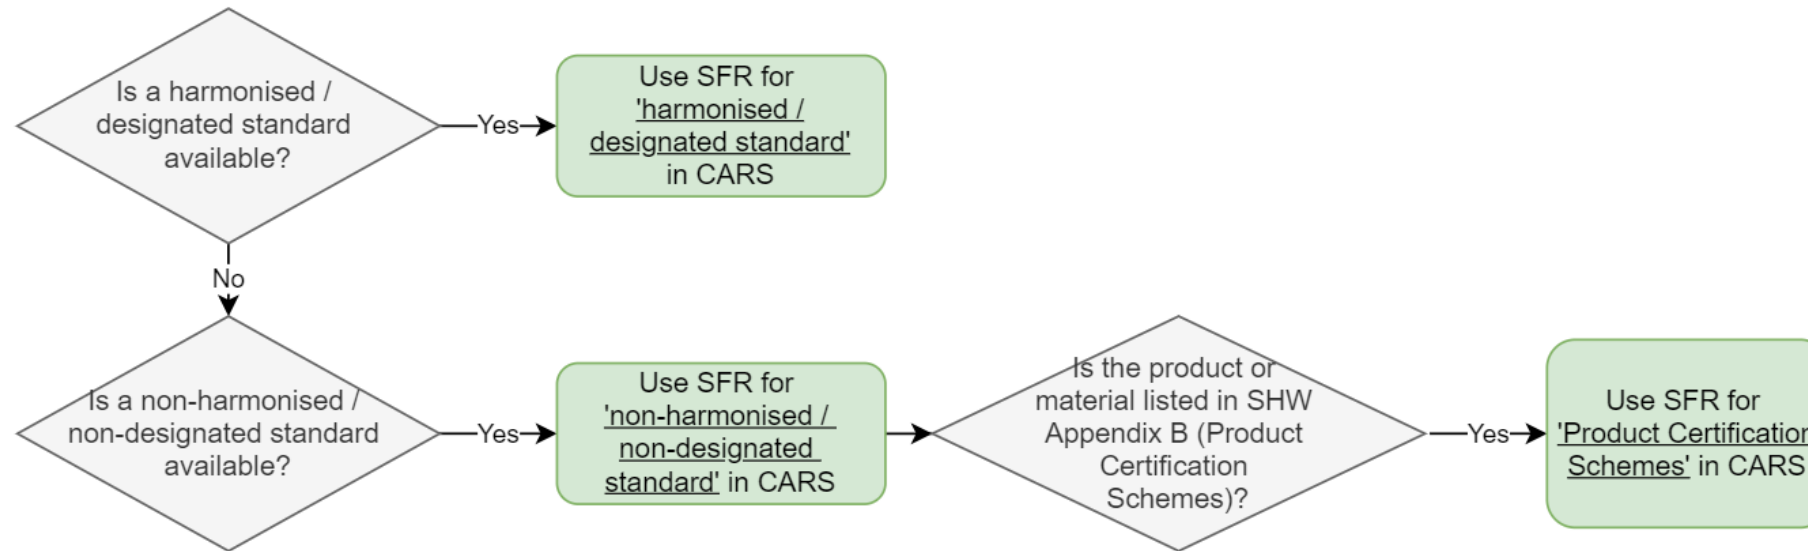 Is a harmonised /
designated standard
available?
Yes
Use SFR for
'harmonised /
designated standard'
in CARS
No
Is a non-harmonised /
non-designated standard
available?
Yes
Use SFR for
'non-harmonised /
non-designated
standard' in CARS
Is the product or
material listed in SHW
Appendix B (Product
Certification
Schemes)?
Yes
Use SFR for
'Product Certification
Schemes' in CARS